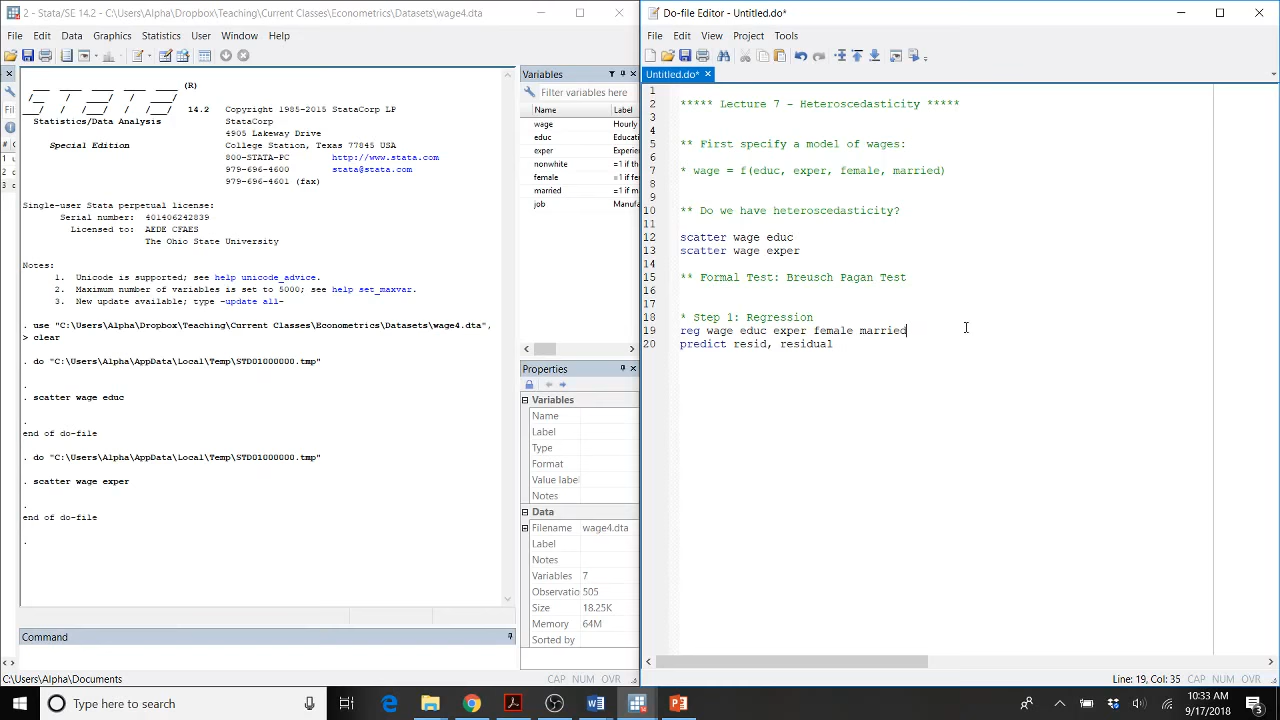 2 - Stata/SE 14.2 - C:\Users\Alpha\Dropbox\Teaching\Current Classes\Econometrics\Datasets\wage4.dta
File Edit Data Graphics Statistics User Window Help
(R)
14.2 Copyright 1985-2015 StataCorp LP
Statistics/Data Analysis StataCorp
4905 Lakeway Drive
Special Edition College Station, Texas 77845 USA
800-STATA-PC http://www.stata.com
979-696-4600 stata@stata.com
979-696-4601 (fax)
Single-user Stata perpetual license:
Serial number: 401406242839
Licensed to: AEDE CFAES
The Ohio State University
Notes:
1. Unicode is supported; see help unicode_advice.
2. Maximum number of variables is set to 5000; see help set_maxvar.
3. New update available; type -update all-
. use "C:\Users\Alpha\Dropbox\Teaching\Current Classes\Econometrics\Datasets\wage4.dta",
> clear
. do "C:\Users\Alpha\AppData\Local\Temp\STD01000000.tmp"
.
. scatter wage educ
.
end of do-file
. do "C:\Users\Alpha\AppData\Local\Temp\STD01000000.tmp"
.
. scatter wage exper
.
end of do-file
.
Command
C:\Users\Alpha\Documents
CAP NUM OVR
Variables
Filter variables here
Name Label
wage Hourly
educ Educati
exper Experie
nonwhite =1 if th
female =1 if fe
married =1 if m
job Manufa
Properties
Variables
Name
Label
Type
Format
Value label
Notes
Data
Filename wage4.dta
Label
Notes
Variables 7
Observatio 505
Size 18.25K
Memory 64M
Sorted by
Do-file Editor - Untitled.do*
File Edit View Project Tools
Untitled.do*
1
2 ***** Lecture 7 - Heteroscedasticity *****
3
4
5 ** First specify a model of wages:
6
7 * wage = f(educ, exper, female, married)
8
9
10 ** Do we have heteroscedasticity?
11
12 scatter wage educ
13 scatter wage exper
14
15 ** Formal Test: Breusch Pagan Test
16
17
18 * Step 1: Regression
19 reg wage educ exper female married
20 predict resid, residual
Line: 19, Col: 35 CAP NUM OVR
Type here to search
10:33 AM
9/17/2018
3